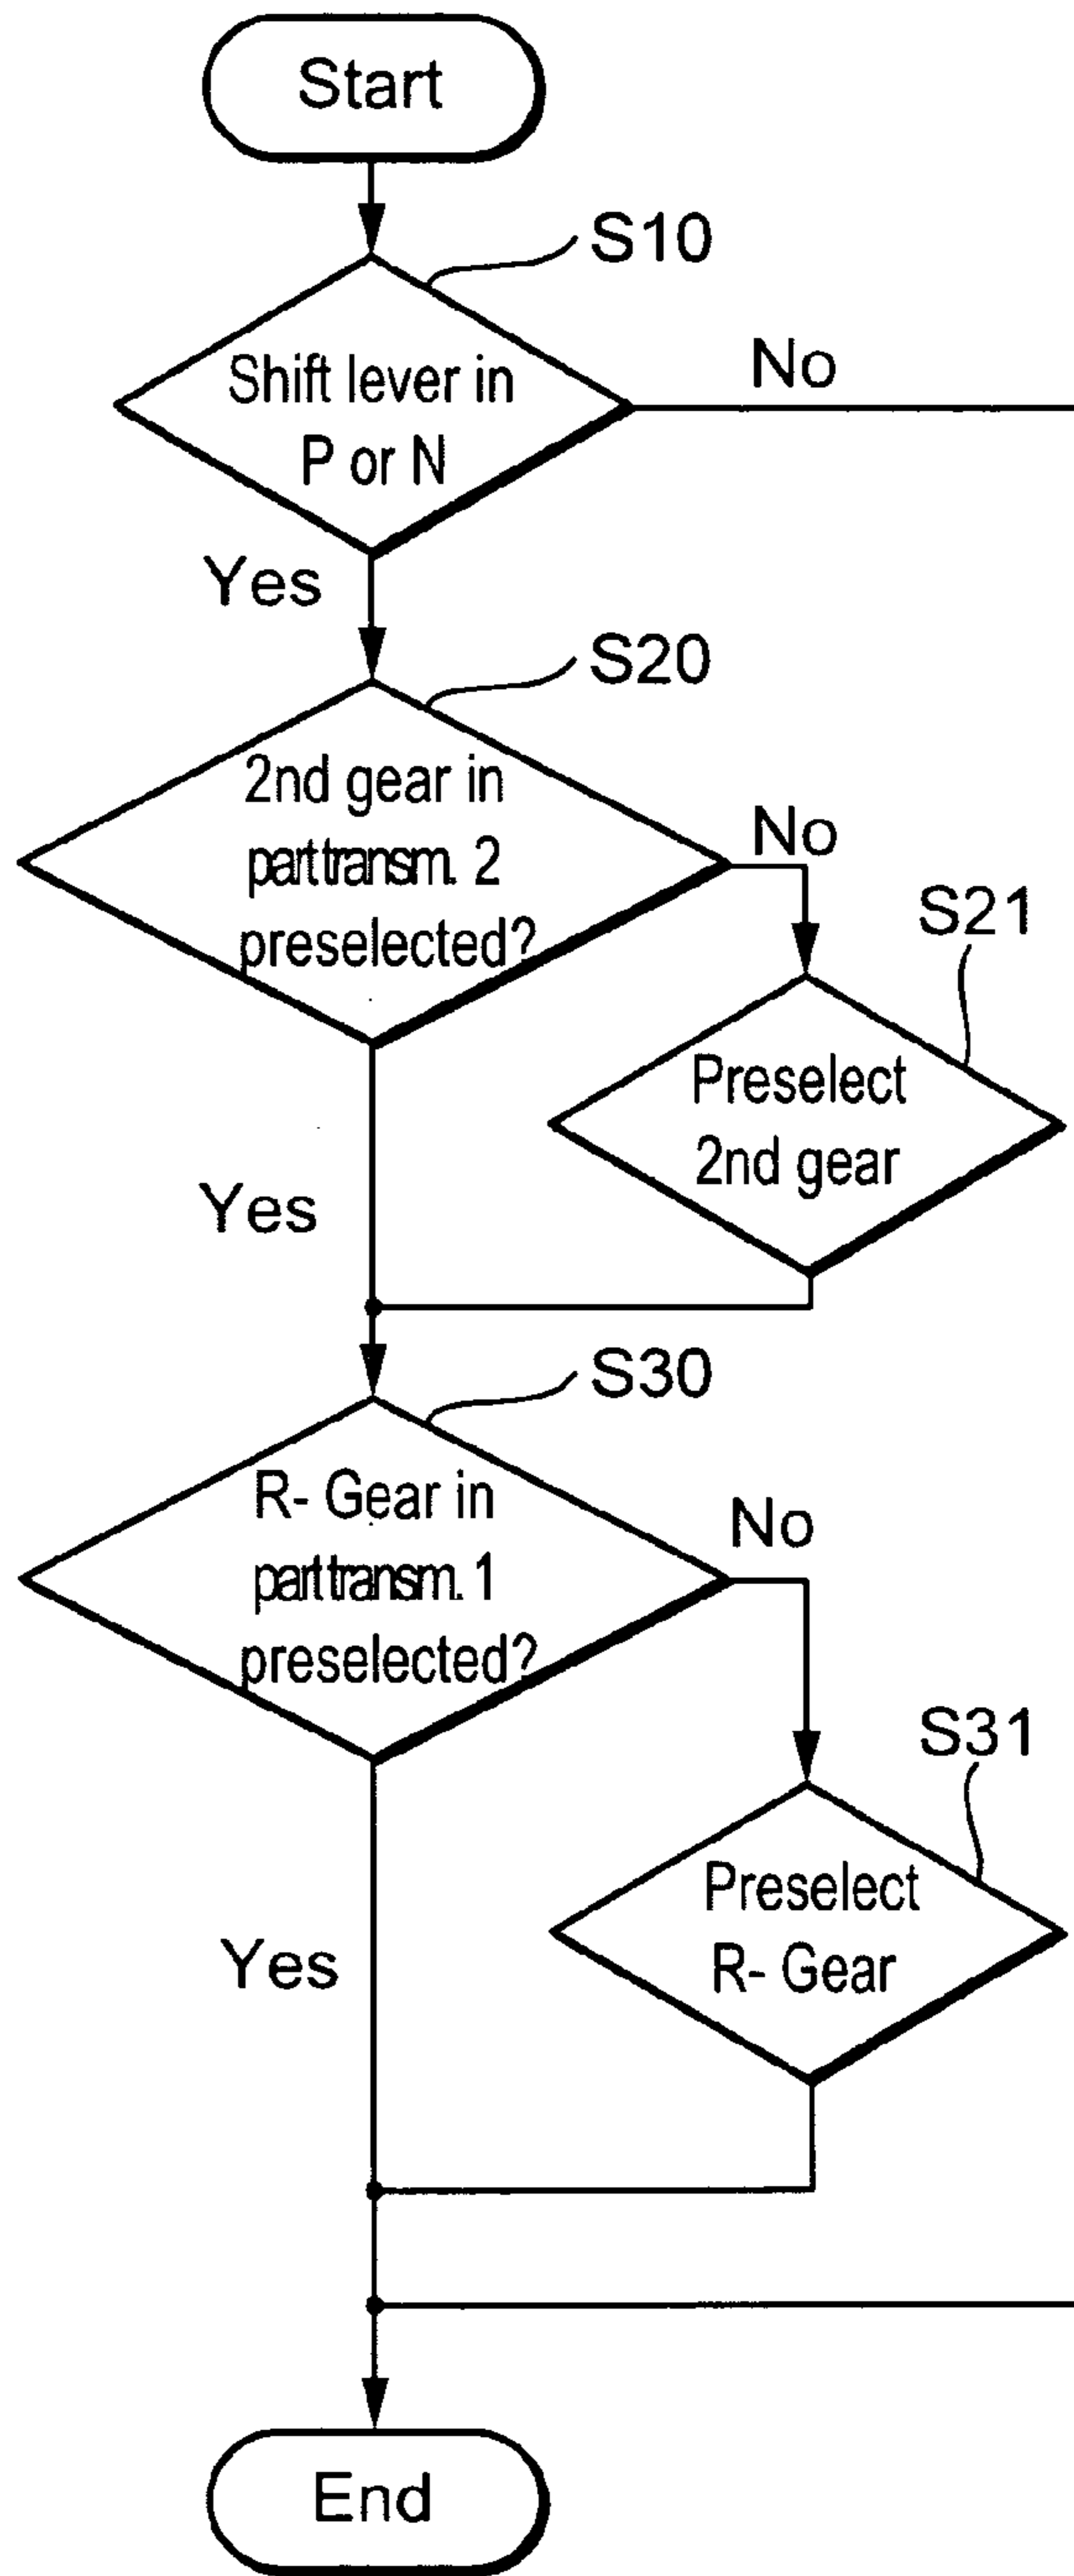 Start
S10
Shift lever in
P or N
No
Yes
S20
2nd gear in
part transm. 2
preselected?
No
S21
Preselect
2nd gear
Yes
S30
R- Gear in
part transm. 1
preselected?
No
S31
Preselect
R- Gear
Yes
End